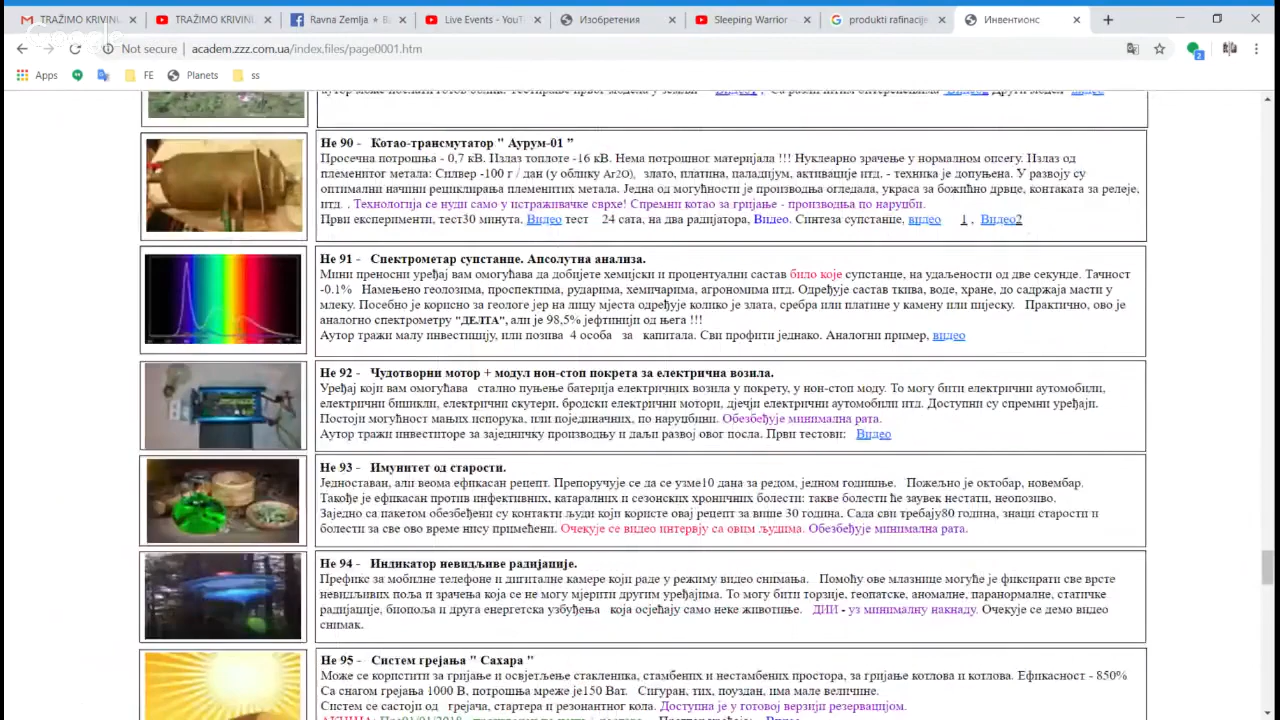 TRAŽIMO KRIVINU
TRAŽIMO KRIVINL
Ravna Zemlja
Live Events - YouT
Изобретения
Sleeping Warrior -
produkti rafinacije
Инвентионс
Google
Not secure | academ.zzz.com.ua/index.files/page0001.htm
Apps FE Planets ss
Не 90 - Котао-трансмутатор " Аурум-01 ”
Просечна потрошња - 0,7 кВ. Излаз топлоте -16 кВ. Нема потрошног материјала !!! Нуклеарно зрачење у нормалном опсегу. Излаз од
племенитог метала: Силвер -100 г / дан (у облику Ar2O), злато, платина, паладијум, активације итд. - техника је допуњена. У развоју су
оптимални начини рециклирања племенитих метала. Једна од могућности је производња огледала, украса за божићно дрвце, контаката за релеје,
итд. . Технологија се нуди само у истраживачке сврхе! Спремни котао за гријање - производња по наруџби.
Први експерименти, тест30 минута, Видео тест 24 сата, на два радијатора, Видео. Синтеза супстанце, видео 1 , Видео2
Не 91 - Спектрометар супстанце. Апсолутна анализа.
Мини преносни уређај вам омогућава да добијете хемијски и процентуални састав било које супстанце, на удаљености од две секунде. Тачност
-0.1% Намењено геолозима, проспектима, рударима, хемичарима, агрономима итд. Одређује састав ткива, воде, хране, до садржаја масти у
млеку. Посебно је корисно за геологе јер на лицу мјеста одређује колико је злата, сребра или платине у камену или пијеску. Практично, ово је
аналогно спектрометру "ДЕЛТА", али је 98,5% јефтинији од њега !!!
Аутор тражи малу инвестицију, или позива 4 особа за капитала. Сви профити једнако. Аналогни пример, видео
Не 92 - Чудотворни мотор + модул нон-стоп покрета за електрична возила.
Уређај који вам омогућава стално пуњење батерија електричних возила у покрету, у нон-стоп моду. То могу бити електрични аутомобили,
електрични бицикли, електрични скутери, бродски електрични мотори, дјечји електрични аутомобили итд. Доступни су спремни уређаји.
Постоји могућност мањих испорука, или појединачних, по наруџбини. Обезбеђује минимална рата.
Аутор тражи инвеститоре за заједничку производњу и даљи развој овог посла. Први тестови: Видео
Не 93 - Имунитет од старости.
Једноставан, али веома ефикасан рецепт. Препоручује се да се узме10 дана за редом, једном годишње. Пожељно је октобар, новембар.
Такође је ефикасан против инфективних, катаралних и сезонских хроничних болести: такве болести ће заувек нестати, неопозиво.
Заједно са пакетом обезбеђени су контакти људи који користе овај рецепт за више 30 година. Сада сви требају80 година, знаци старости и
болести за све ово време нису примећени. Очекује се видео интервју са овим људима. Обезбеђује минимална рата.
Не 94 - Индикатор невидљиве радијације.
Префикс за мобилне телефоне и дигиталне камере који раде у режиму видео снимања. Помоћу ове млазнице могуће је фиксирати све врсте
невидљивих поља и зрачења која се не могу мјерити другим уређајима. То могу бити торзије, геопатске, аномалне, паранормалне, статичке
радијације, биопоља и друга енергетска узбуђења која осјећају само неке животиње. ДИИ - уз минималну накнаду. Очекује се демо видео
снимак.
Не 95 - Систем грејања " Сахара "
Може се користити за гријање и освјетљење стакленика, стамбених и нестамбених простора, за гријање котлова и котлова. Ефикасност - 850%
Са снагом грејања 1000 В, потрошња мреже је150 Ват. Сигуран, тих, поуздан, има мале величине.
Систем се састоји од грејача, стартера и резонантног кола. Доступна је у готовој верзији резервацијом.